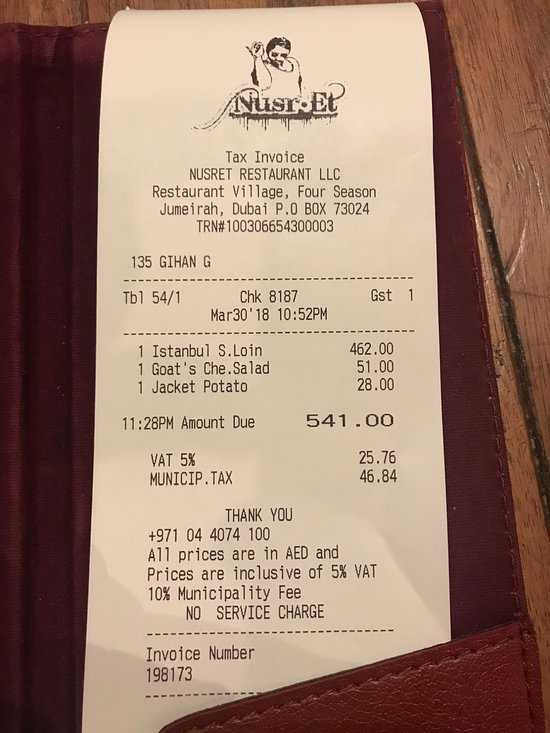 Nusr•Et
Tax Invoice
NUSRET RESTAURANT LLC
Restaurant Village, Four Season
Jumeirah, Dubai P.O BOX 73024
TRN#100306654300003
135 GIHAN G
Tbl 54/1 Chk 8187 Gst 1
Mar30'18 10:52PM
1 Istanbul S.Loin 462.00
1 Goat's Che.Salad 51.00
1 Jacket Potato 28.00
11:28PM Amount Due 541.00
VAT 5% 25.76
MUNICIP.TAX 46.84
THANK YOU
+971 04 4074 100
All prices are in AED and
Prices are inclusive of 5% VAT
10% Municipality Fee
NO SERVICE CHARGE
Invoice Number
198173